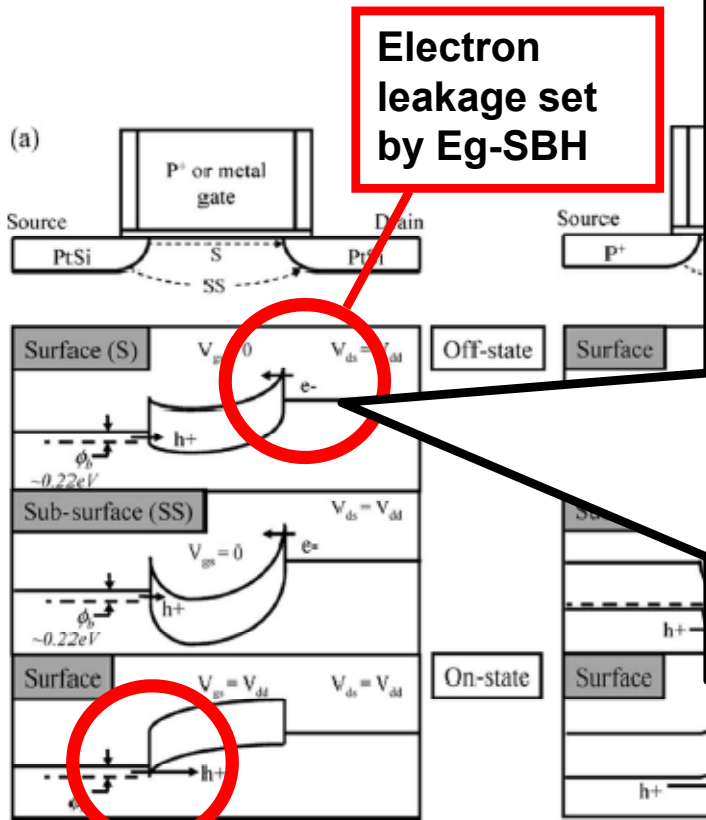 Electron
leakage set
by Eg-SBH
(a)
P⁺ or metal
gate
Source
Drain
PtSi
S
PtSi
SS
Source
P⁺
Surface (S)
V_gs = 0
V_ds = V_dd
Off-state
Surface
e-
h+
ϕ_b
~0.22eV
Sub-surface (SS)
V_ds = V_dd
V_gs = 0
e-
h+
ϕ_b
~0.22eV
h+
Surface
V_gs = V_dd
V_ds = V_dd
On-state
Surface
h+
h+